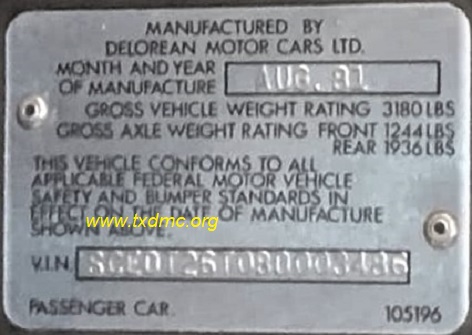 MANUFACTURED BY
DELOREAN MOTOR CARS LTD.
MONTH AND YEAR
OF MANUFACTURE AUG. 81
GROSS VEHICLE WEIGHT RATING 3180 LBS
GROSS AXLE WEIGHT RATING FRONT 1244 LBS
REAR 1936 LBS
THIS VEHICLE CONFORMS TO ALL
APPLICABLE FEDERAL MOTOR VEHICLE
SAFETY AND BUMPER STANDARDS IN
EFFECT ON THE DATE OF MANUFACTURE
www.txdmc.org
SHOWN ABOVE.
V.I.N.
PASSENGER CAR
105196